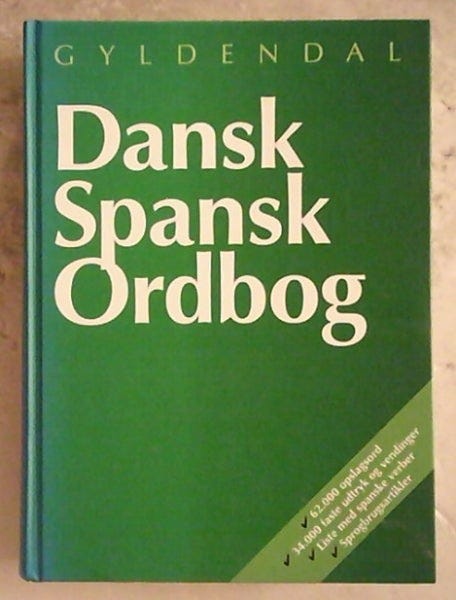 GYLDENDAL
Dansk
Spansk
Ordbog
✓ 62.000 opslagsord
✓ 34.000 faste udtryk og vendinger
✓ Liste med spanske verber
✓ Sprogbrugsartikler